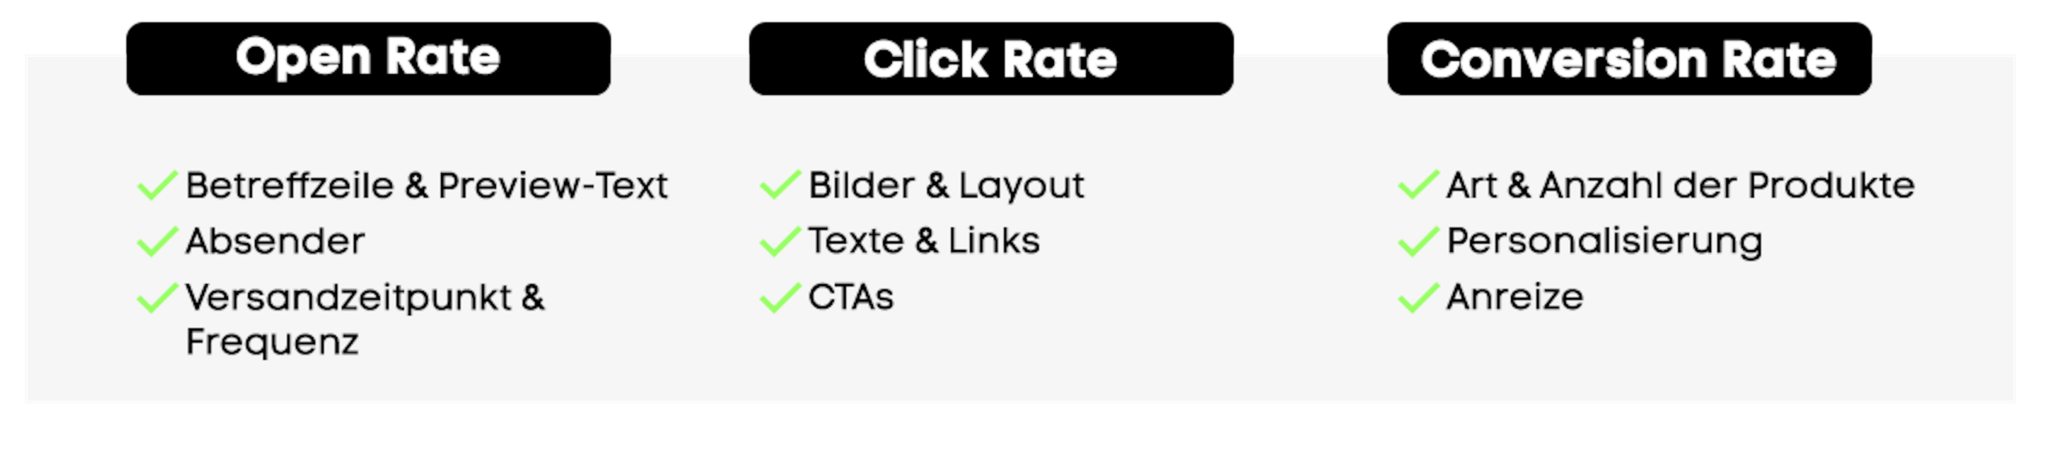 Open Rate
Betreffzeile & Preview-Text
Absender
Versandzeitpunkt &
Frequenz
Click Rate
Bilder & Layout
Texte & Links
CTAs
Conversion Rate
Art & Anzahl der Produkte
Personalisierung
Anreize